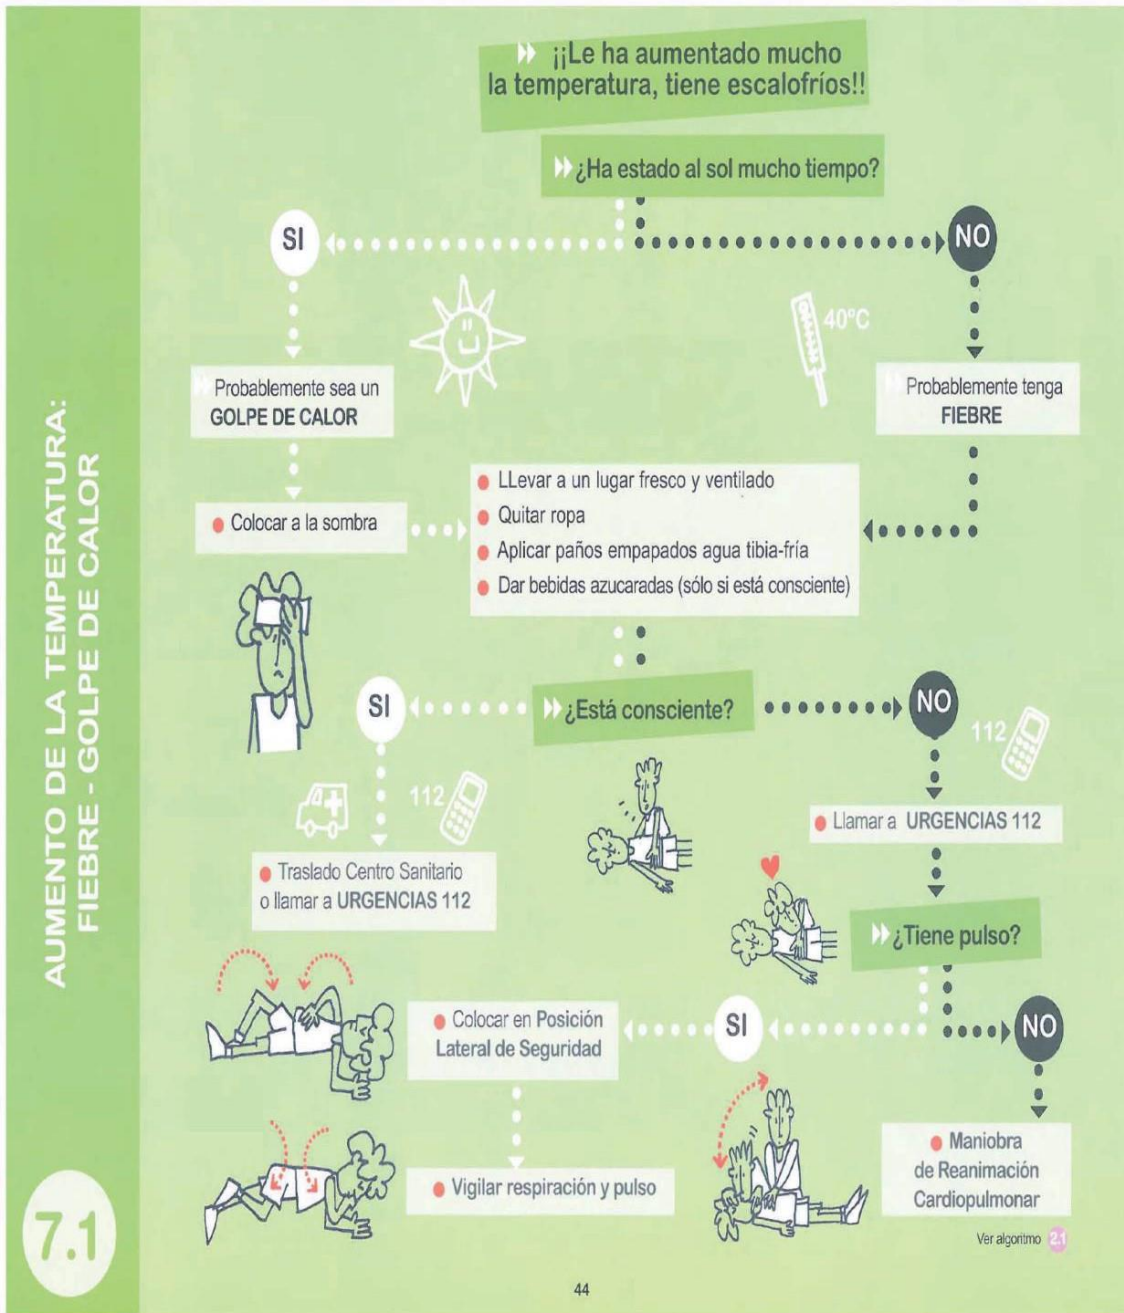 AUMENTO DE LA TEMPERATURA:
FIEBRE - GOLPE DE CALOR
7.1
¡¡Le ha aumentado mucho
la temperatura, tiene escalofríos!!
¿Ha estado al sol mucho tiempo?
SI
NO
40ºC
Probablemente sea un
GOLPE DE CALOR
Probablemente tenga
FIEBRE
Colocar a la sombra
LLevar a un lugar fresco y ventilado
Quitar ropa
Aplicar paños empapados agua tibia-fría
Dar bebidas azucaradas (sólo si está consciente)
¿Está consciente?
SI
NO
112
112
Traslado Centro Sanitario
o llamar a URGENCIAS 112
Llamar a URGENCIAS 112
¿Tiene pulso?
SI
NO
Colocar en Posición
Lateral de Seguridad
Vigilar respiración y pulso
Maniobra
de Reanimación
Cardiopulmonar
Ver algoritmo 2.1
44